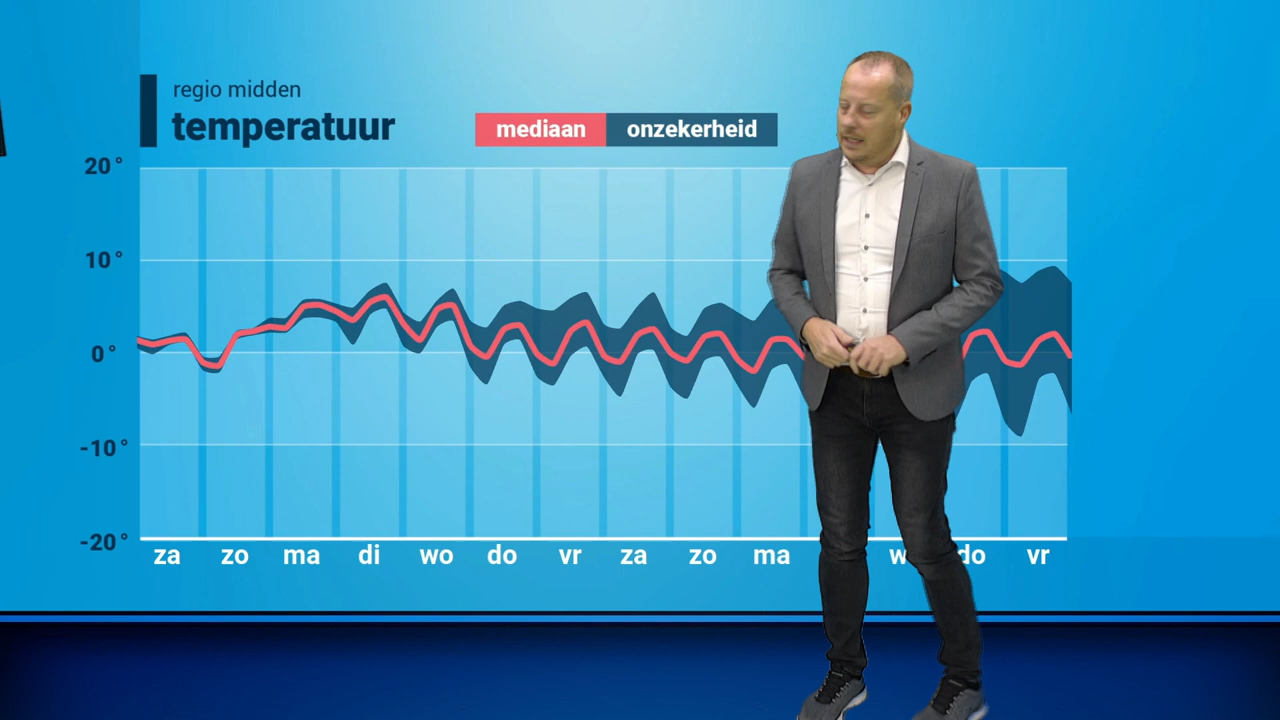 regio midden
temperatuur
mediaan onzekerheid
20°
10°
0°
-10°
-20°
za zo ma di wo do vr za zo ma w do vr